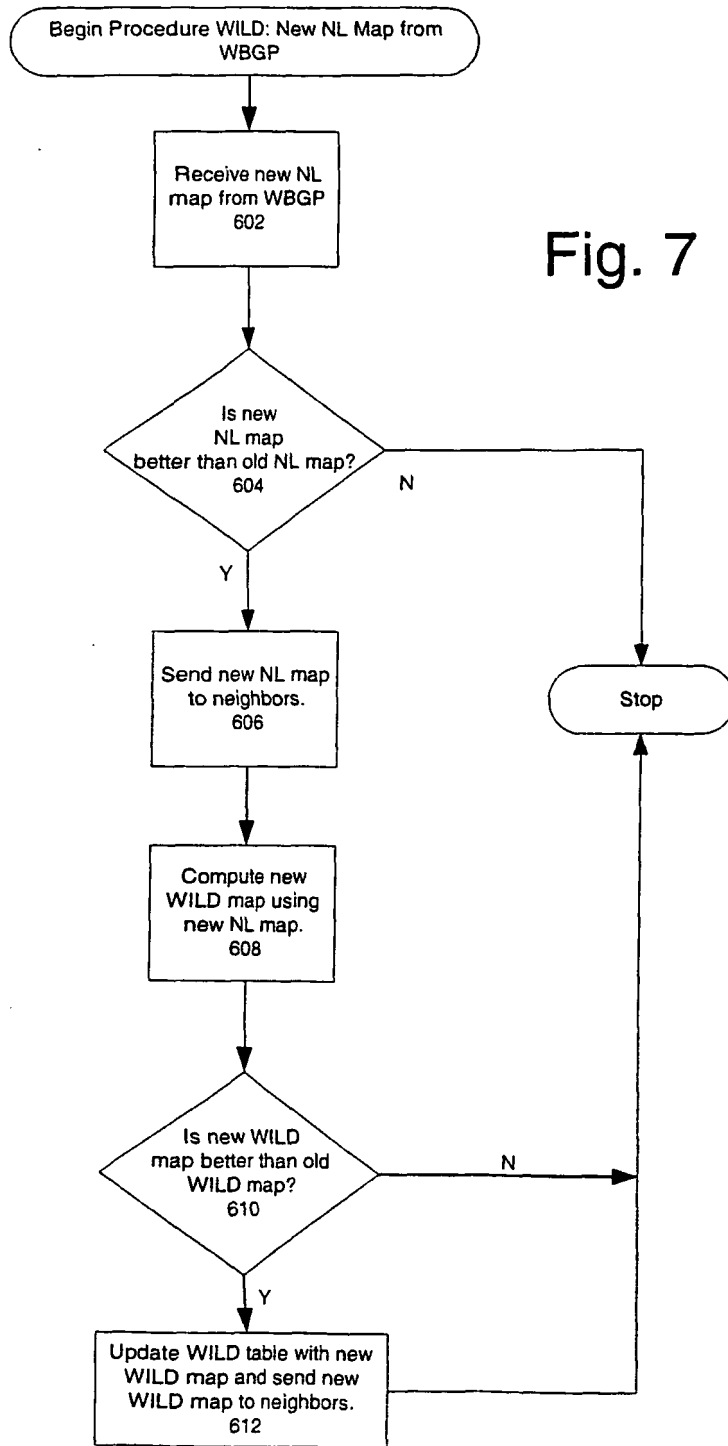 Begin Procedure WILD: New NL Map from
WBGP
Receive new NL
map from WBGP
602
Fig. 7
Is new
NL map
better than old NL map?
604
N
Y
Send new NL map
to neighbors.
606
Stop
Compute new
WILD map using
new NL map.
608
Is new WILD
map better than old
WILD map?
610
N
Y
Update WILD table with new
WILD map and send new
WILD map to neighbors.
612